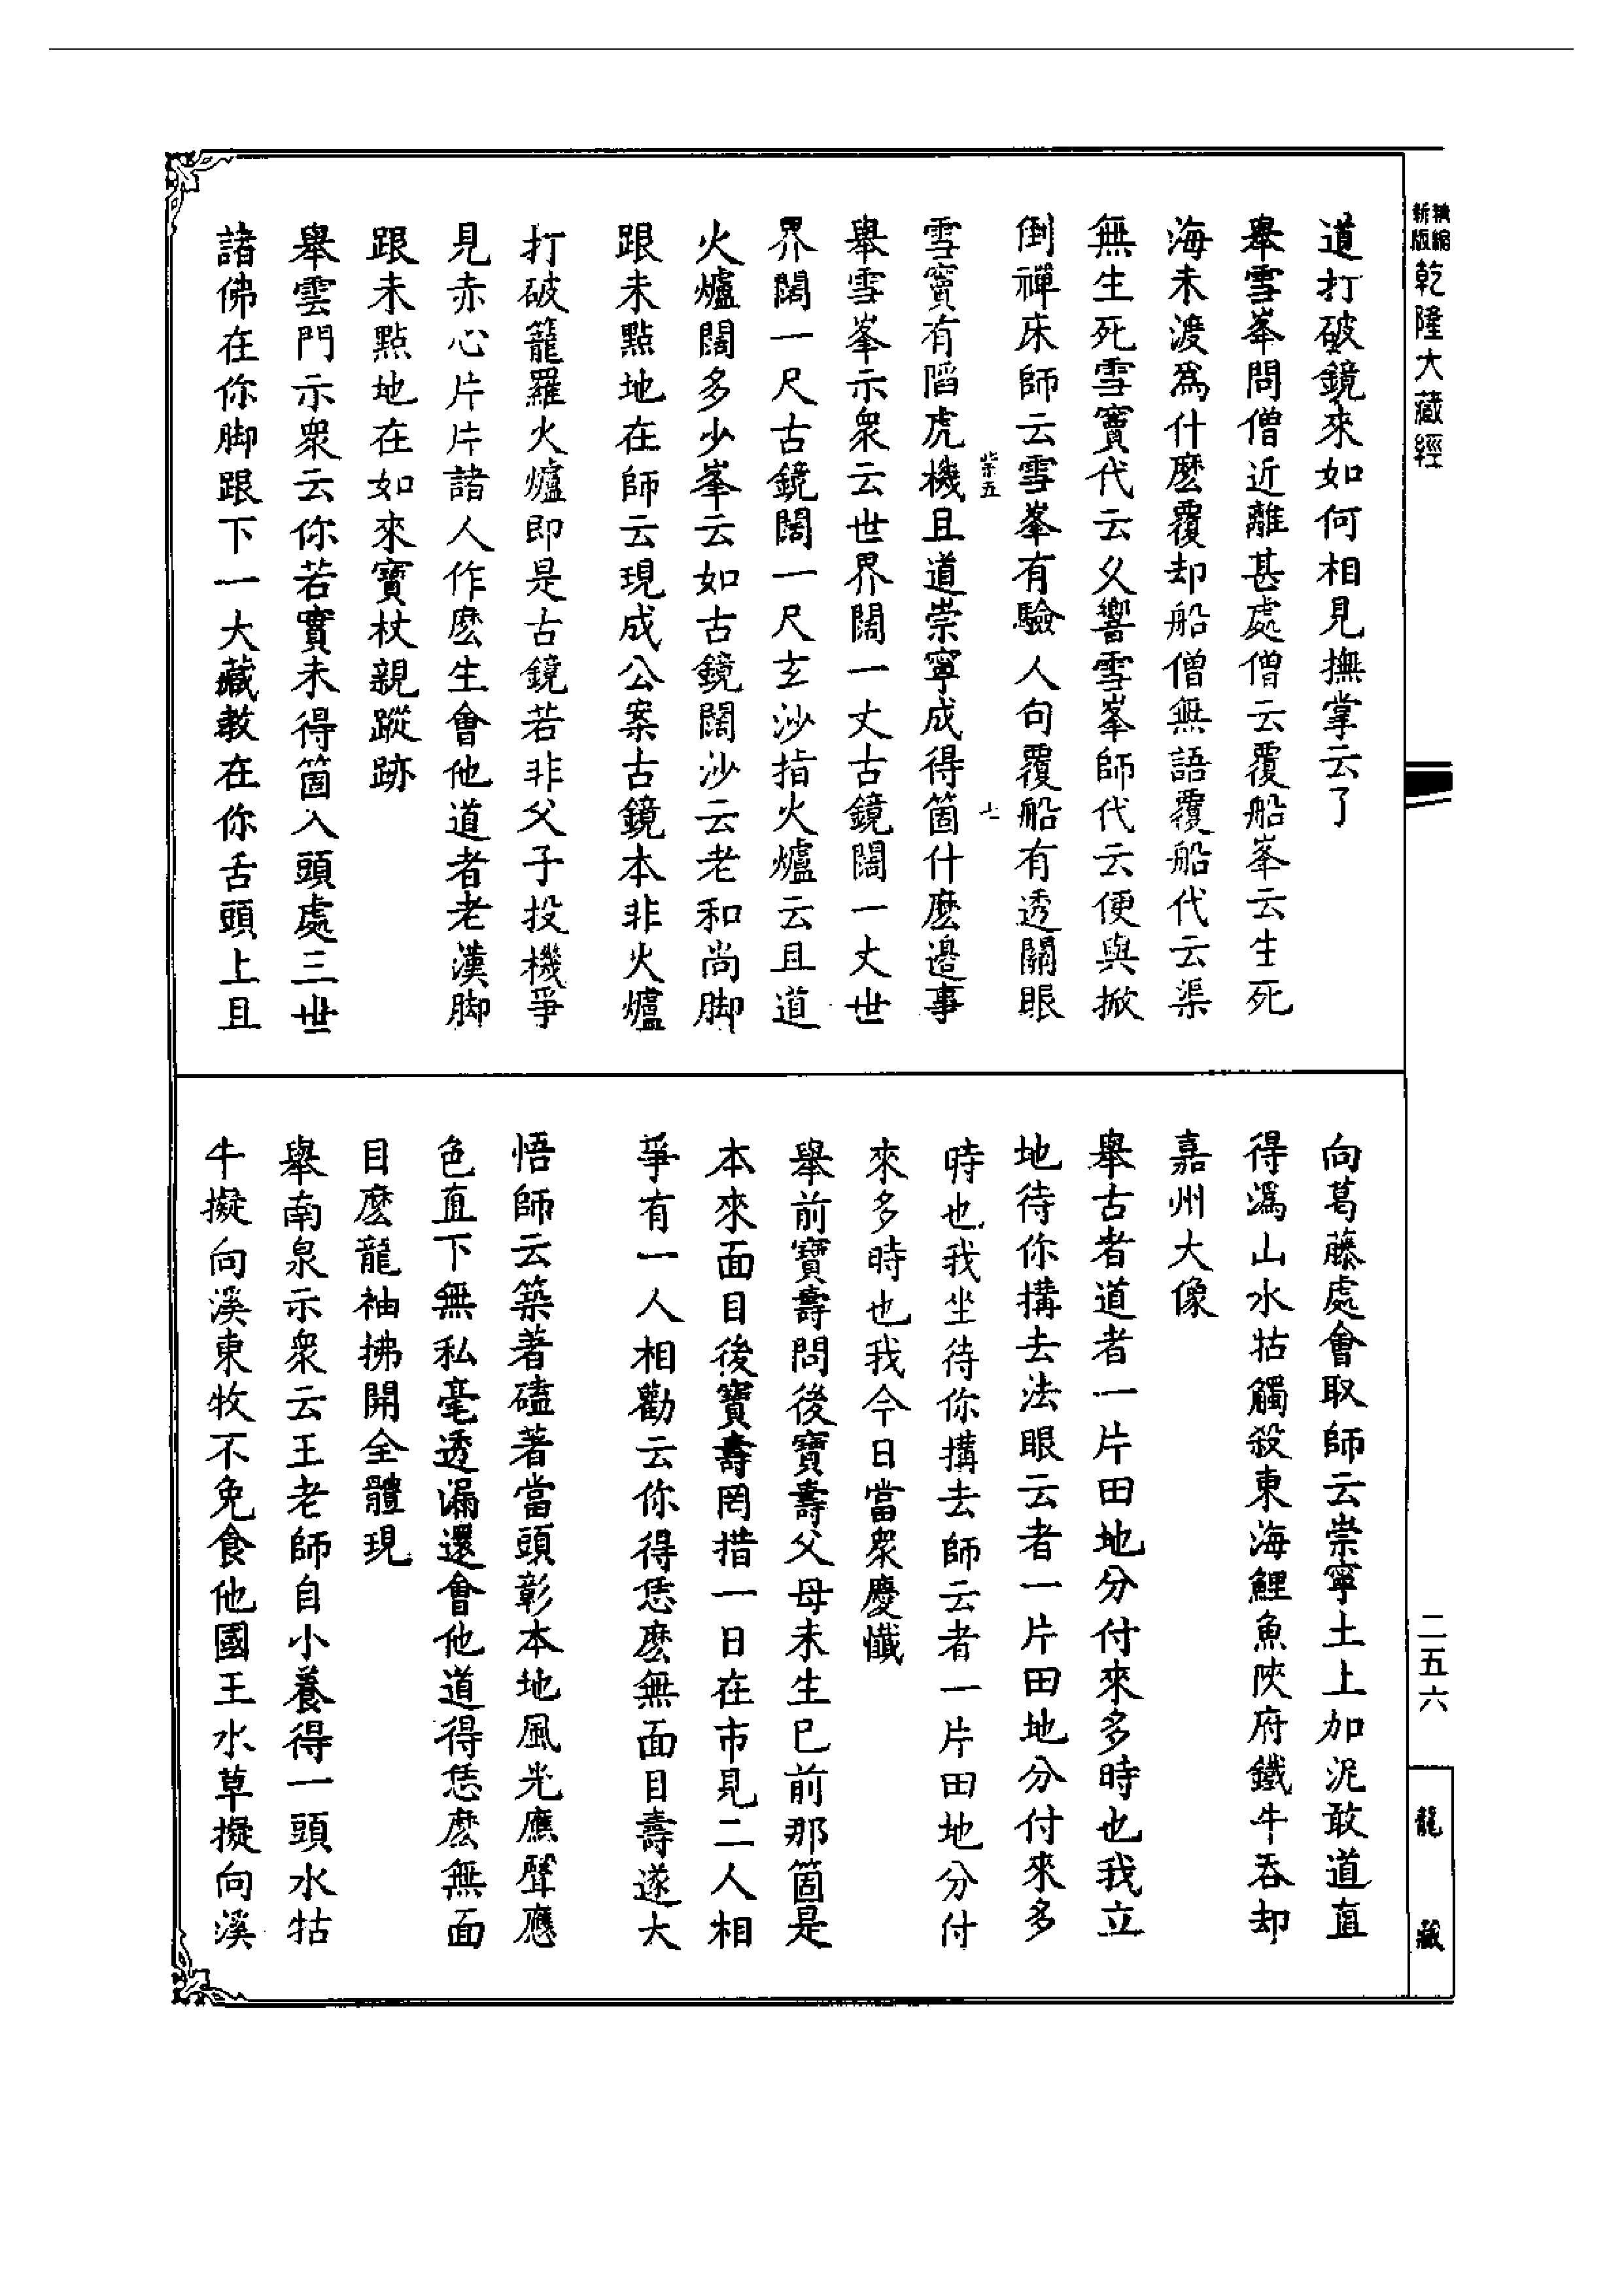 精縮新版乾隆大藏經
二五六
龍藏
道打破鏡來如何相見撫掌云了
舉雪峯問僧近離甚處僧云覆船峯云生死
海未渡爲什麽覆却船僧無語覆船代云渠
無生死雪竇代云久響雪峯師代云便與掀
倒禪床師云雪峯有驗人句覆船有透關眼
紫五 七
雪竇有陷虎機且道崇寧成得箇什麽邊事
舉雪峯示衆云世界闊一丈古鏡闊一丈世
界闊一尺古鏡闊一尺玄沙指火爐云且道
火爐闊多少峯云如古鏡闊沙云老和尚脚
跟未點地在師云現成公案古鏡本非火爐
打破籠羅火爐即是古鏡若非父子投機爭
見赤心片片諸人作麽生會他道者老漢脚
跟未點地在如來寶杖親蹤跡
舉雲門示衆云你若實未得箇入頭處三世
諸佛在你脚跟下一大藏教在你舌頭上且
向葛藤處會取師云崇寧土上加泥敢道直
得溈山水牯觸殺東海鯉魚陝府鐵牛吞却
嘉州大像
舉古者道者一片田地分付來多時也我立
地待你搆去法眼云者一片田地分付來多
時也我坐待你搆去師云者一片田地分付
來多時也我今日當衆慶懺
舉前寶壽問後寶壽父母未生已前那箇是
本來面目後寶壽罔措一日在市見二人相
爭有一人相勸云你得恁麽無面目壽遂大
悟師云築著磕著當頭彰本地風光應聲應
色直下無私毫透漏還會他道得恁麽無面
目麽龍袖拂開全體現
舉南泉示衆云王老師自小養得一頭水牯
牛擬向溪東牧不免食他國王水草擬向溪